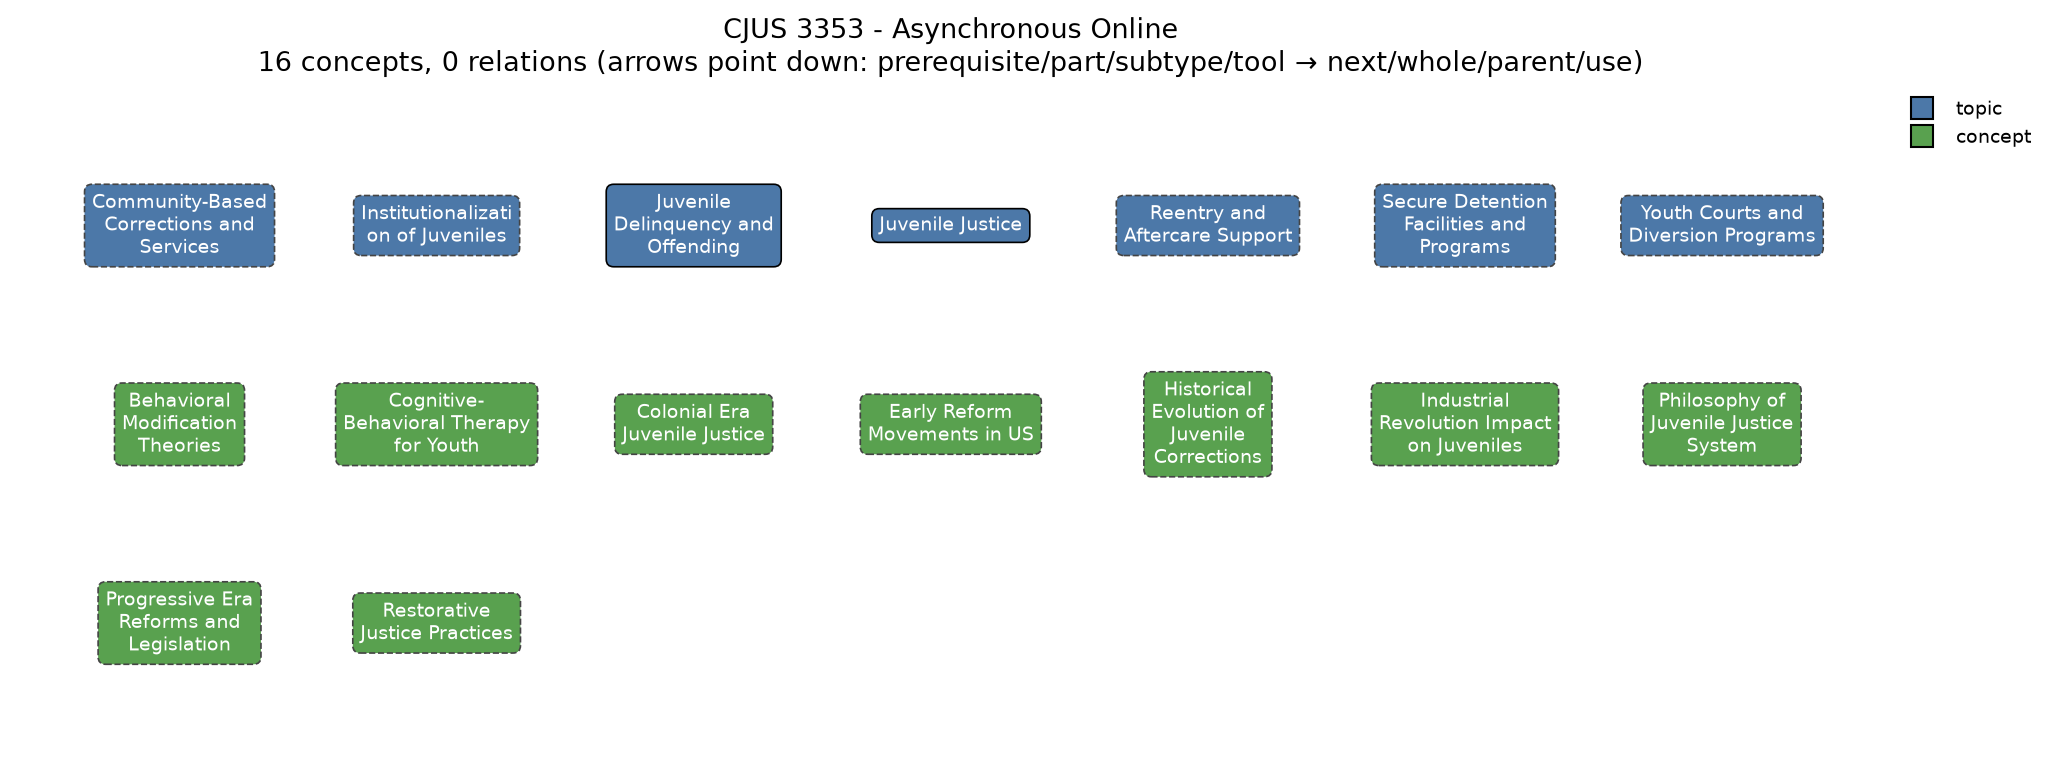 CJUS 3353 - Asynchronous Online
16 concepts, 0 relations (arrows point down: prerequisite/part/subtype/tool → next/whole/parent/use)
topic
concept
Community-Based
Corrections and
Services
Institutionalizati
on of Juveniles
Juvenile
Delinquency and
Offending
Juvenile Justice
Reentry and
Aftercare Support
Secure Detention
Facilities and
Programs
Youth Courts and
Diversion Programs
Behavioral
Modification
Theories
Cognitive-
Behavioral Therapy
for Youth
Colonial Era
Juvenile Justice
Early Reform
Movements in US
Historical
Evolution of
Juvenile
Corrections
Industrial
Revolution Impact
on Juveniles
Philosophy of
Juvenile Justice
System
Progressive Era
Reforms and
Legislation
Restorative
Justice Practices